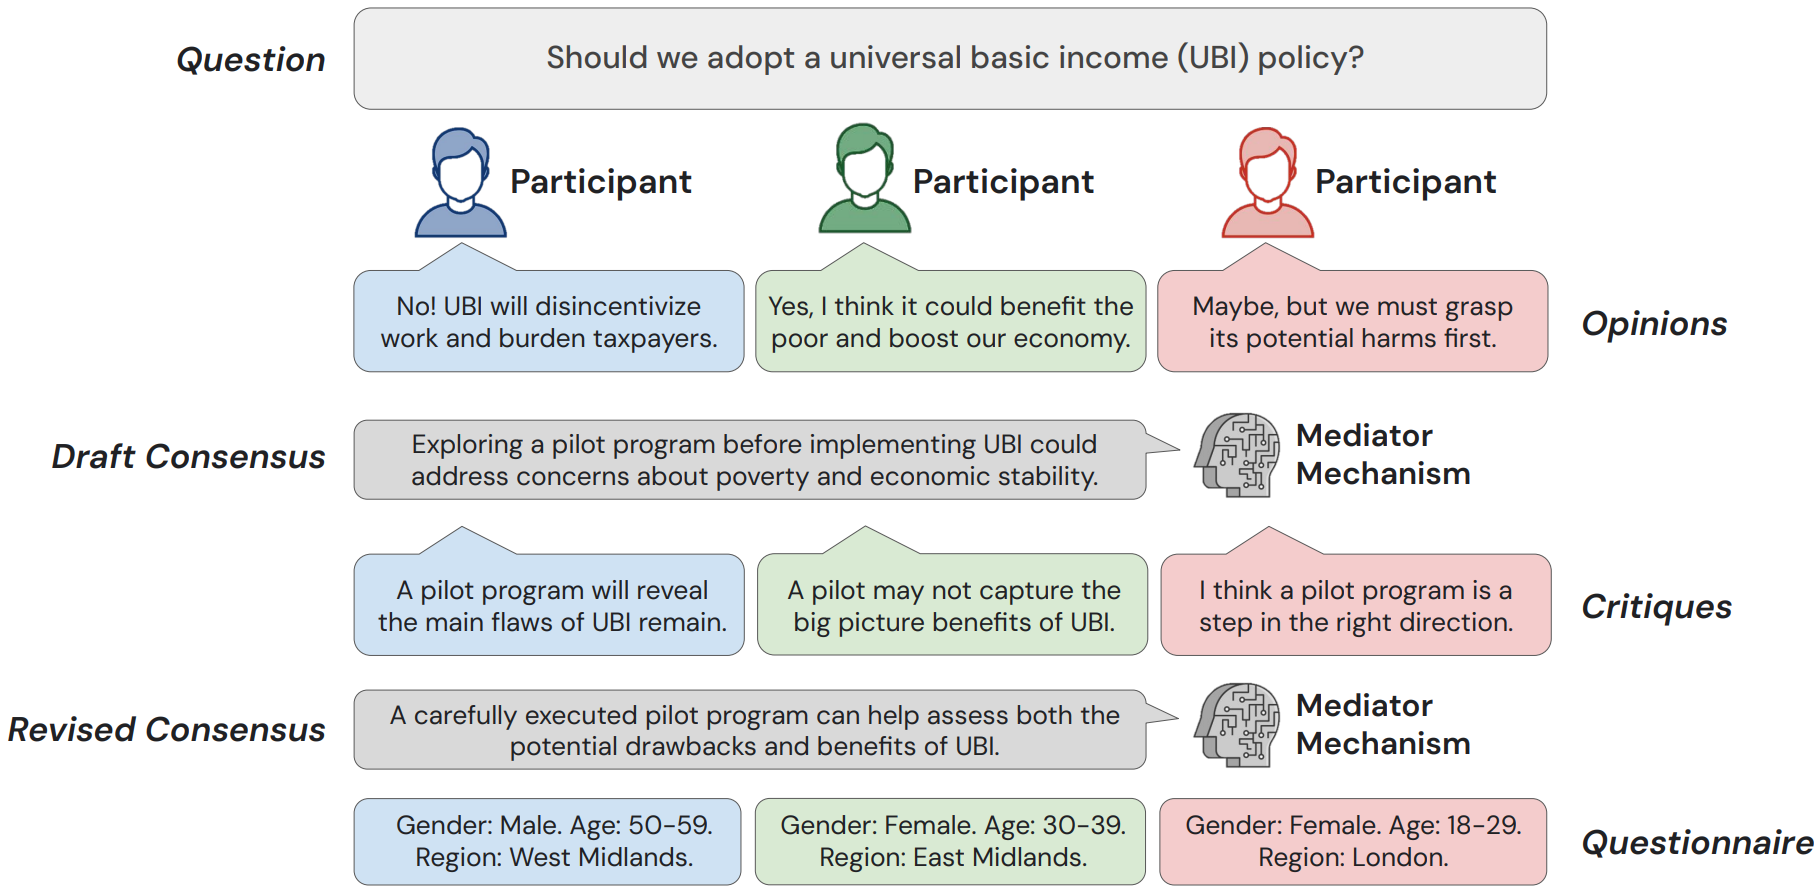 Question
Should we adopt a universal basic income (UBI) policy?
Participant
Participant
Participant
No! UBI will disincentivize
work and burden taxpayers.
Yes, I think it could benefit the
poor and boost our economy.
Maybe, but we must grasp
its potential harms first.
Opinions
Draft Consensus
Exploring a pilot program before implementing UBI could
address concerns about poverty and economic stability.
Mediator
Mechanism
A pilot program will reveal
the main flaws of UBI remain.
A pilot may not capture the
big picture benefits of UBI.
I think a pilot program is a
step in the right direction.
Critiques
Revised Consensus
A carefully executed pilot program can help assess both the
potential drawbacks and benefits of UBI.
Mediator
Mechanism
Gender: Male. Age: 50-59.
Region: West Midlands.
Gender: Female. Age: 30-39.
Region: East Midlands.
Gender: Female. Age: 18-29.
Region: London.
Questionnaire